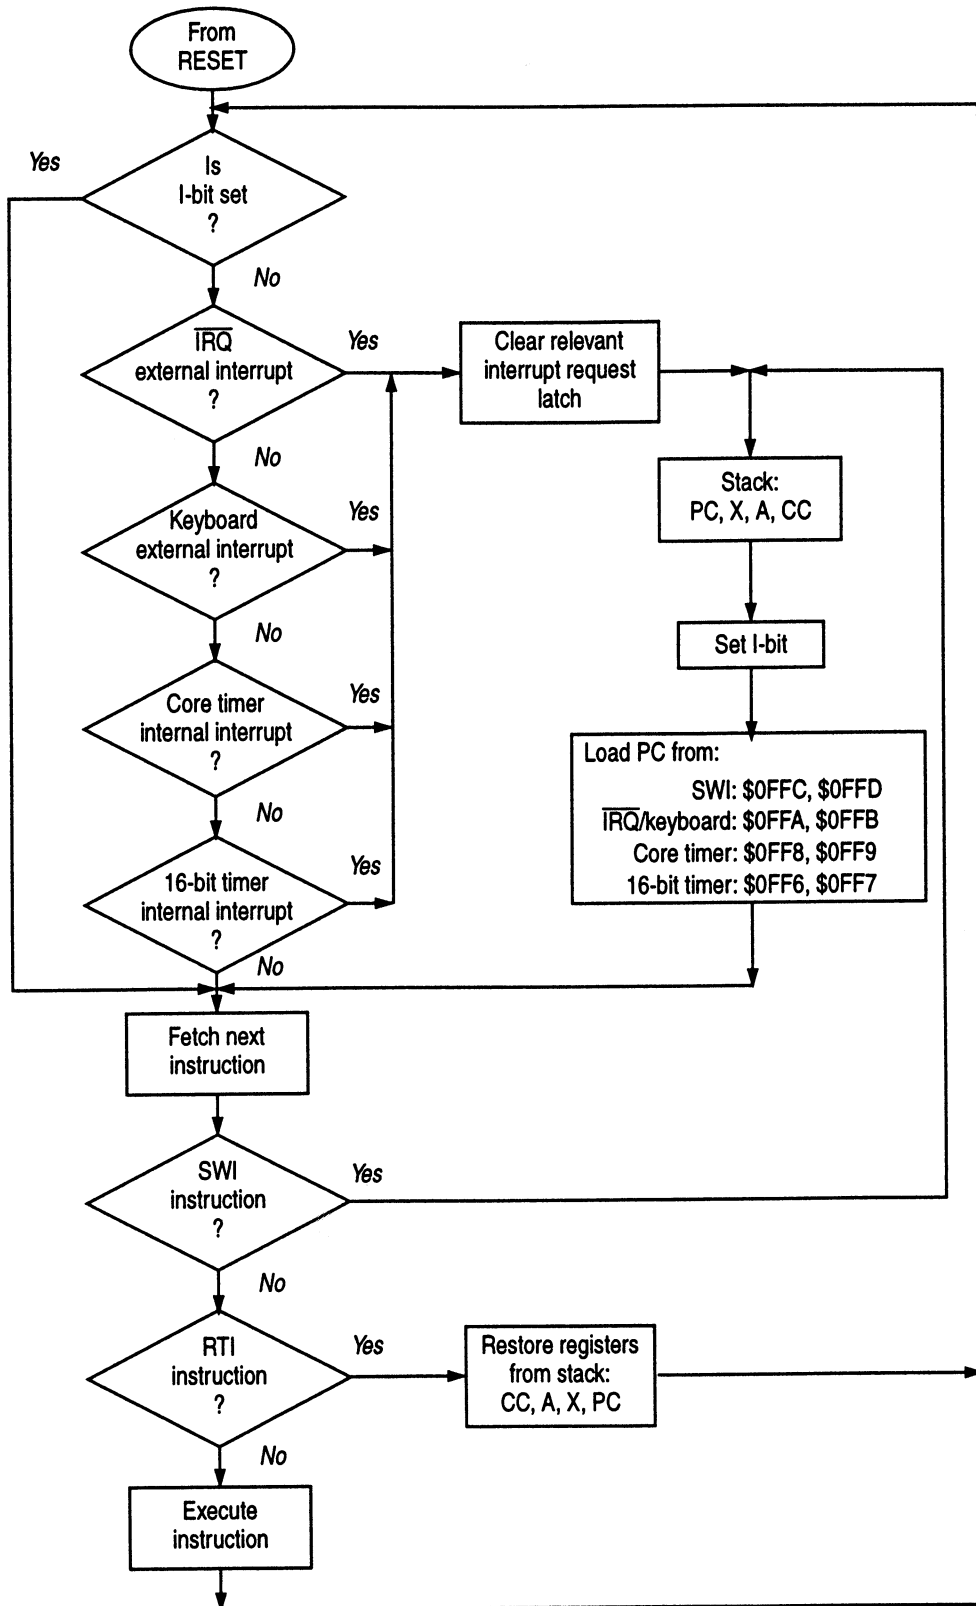 From
RESET
Yes
Is
I-bit set
?
No
IRQ
external interrupt
?
Yes
Clear relevant
interrupt request
latch
No
Keyboard
external interrupt
?
Yes
Stack:
PC, X, A, CC
No
Set I-bit
Core timer
internal interrupt
?
Yes
Load PC from:
SWI: $0FFC, $0FFD
IRQ/keyboard: $0FFA, $0FFB
Core timer: $0FF8, $0FF9
16-bit timer: $0FF6, $0FF7
No
16-bit timer
internal interrupt
?
Yes
No
Fetch next
instruction
SWI
instruction
?
Yes
No
RTI
instruction
?
Yes
Restore registers
from stack:
CC, A, X, PC
No
Execute
instruction